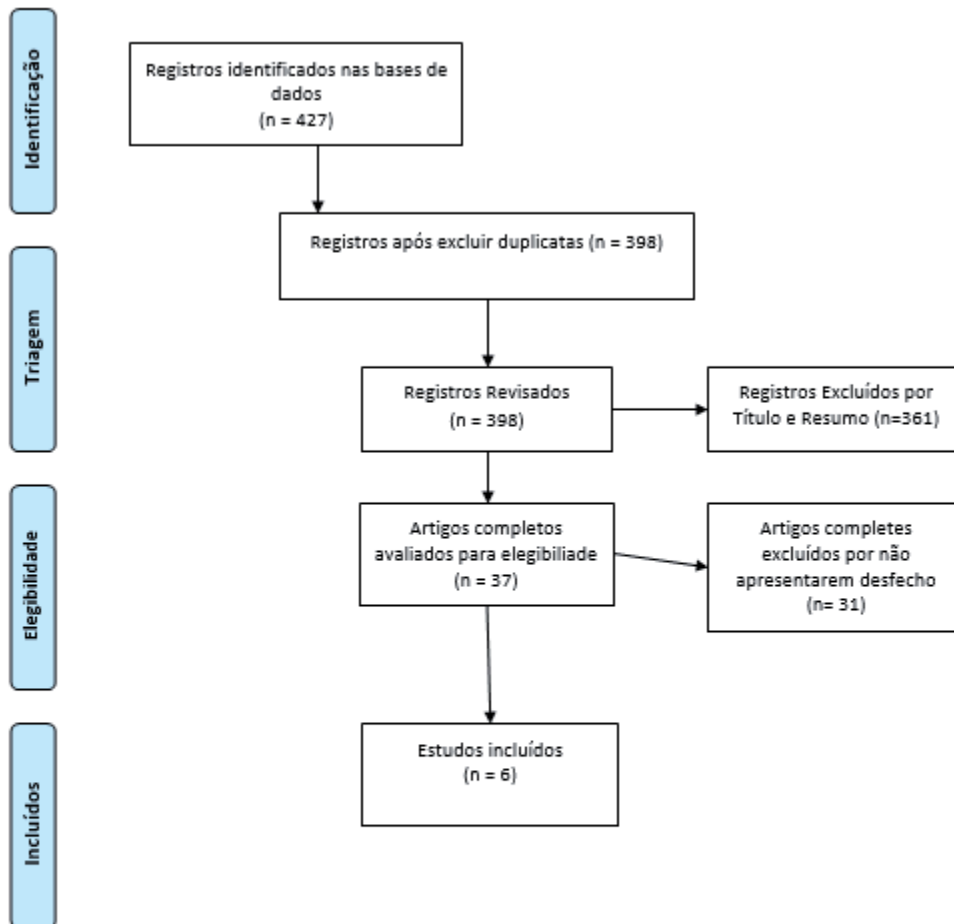 Identificação
Registros identificados nas bases de
dados
(n = 427)
Registros após excluir duplicatas (n = 398)
Triagem
Registros Revisados
(n = 398)
Registros Excluídos por
Título e Resumo (n=361)
Elegibilidade
Artigos completos
avaliados para elegibiliade
(n = 37)
Artigos completes
excluídos por não
apresentarem desfecho
(n= 31)
Incluídos
Estudos incluídos
(n = 6)